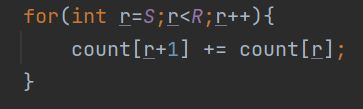 for(int r=S;r<R;r++){
    count[r+1] += count[r];
}